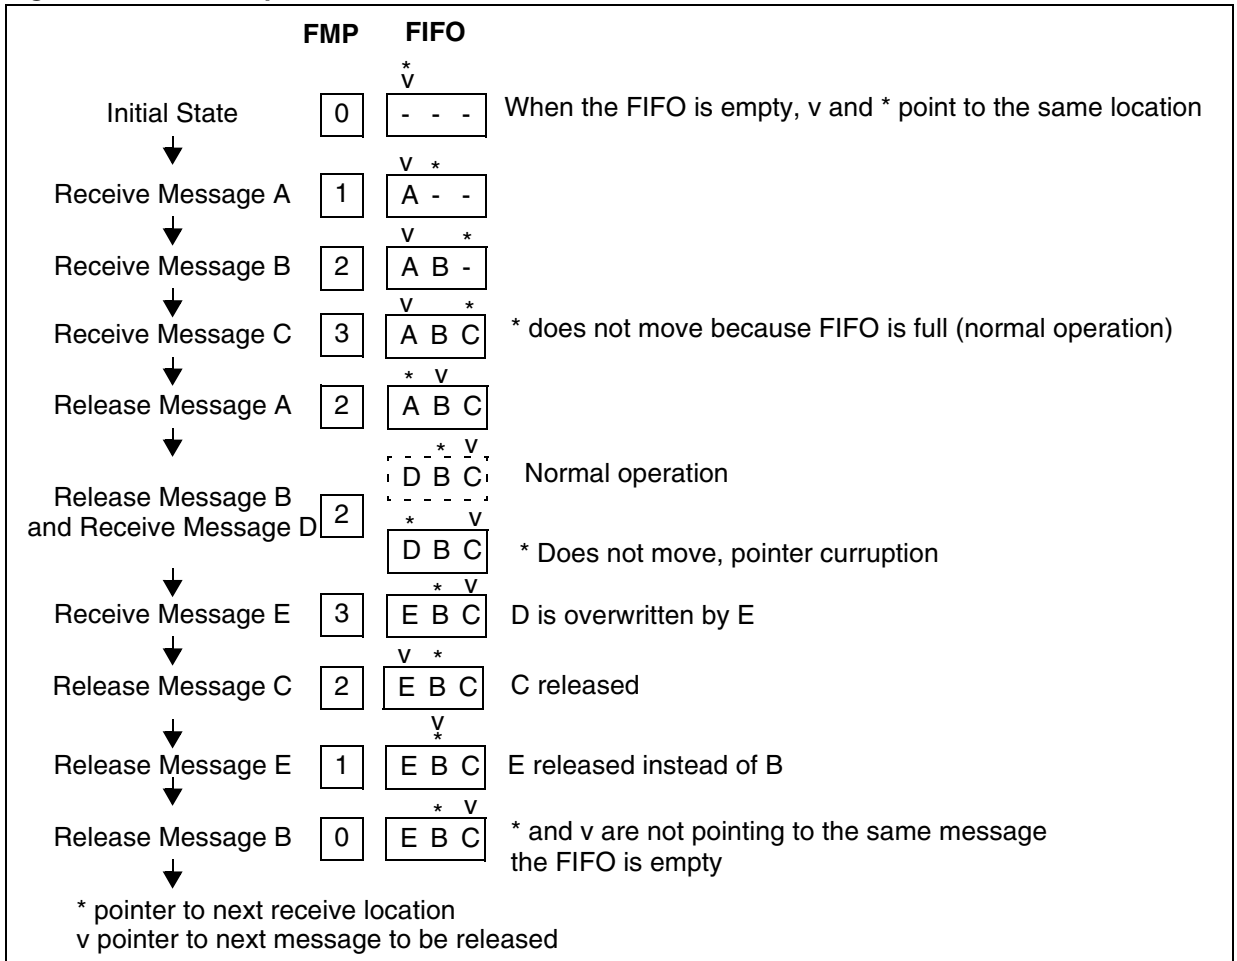 FMP FIFO
*
v
Initial State 0 - - - When the FIFO is empty, v and * point to the same location
v *
Receive Message A 1 A - -
v *
Receive Message B 2 A B -
v *
Receive Message C 3 A B C * does not move because FIFO is full (normal operation)
* v
Release Message A 2 A B C
* v
D B C Normal operation
Release Message B
and Receive Message D 2
* v
D B C * Does not move, pointer curruption
* v
Receive Message E 3 E B C D is overwritten by E
v *
Release Message C 2 E B C C released
v
*
Release Message E 1 E B C E released instead of B
* v
Release Message B 0 E B C * and v are not pointing to the same message
the FIFO is empty
* pointer to next receive location
v pointer to next message to be released